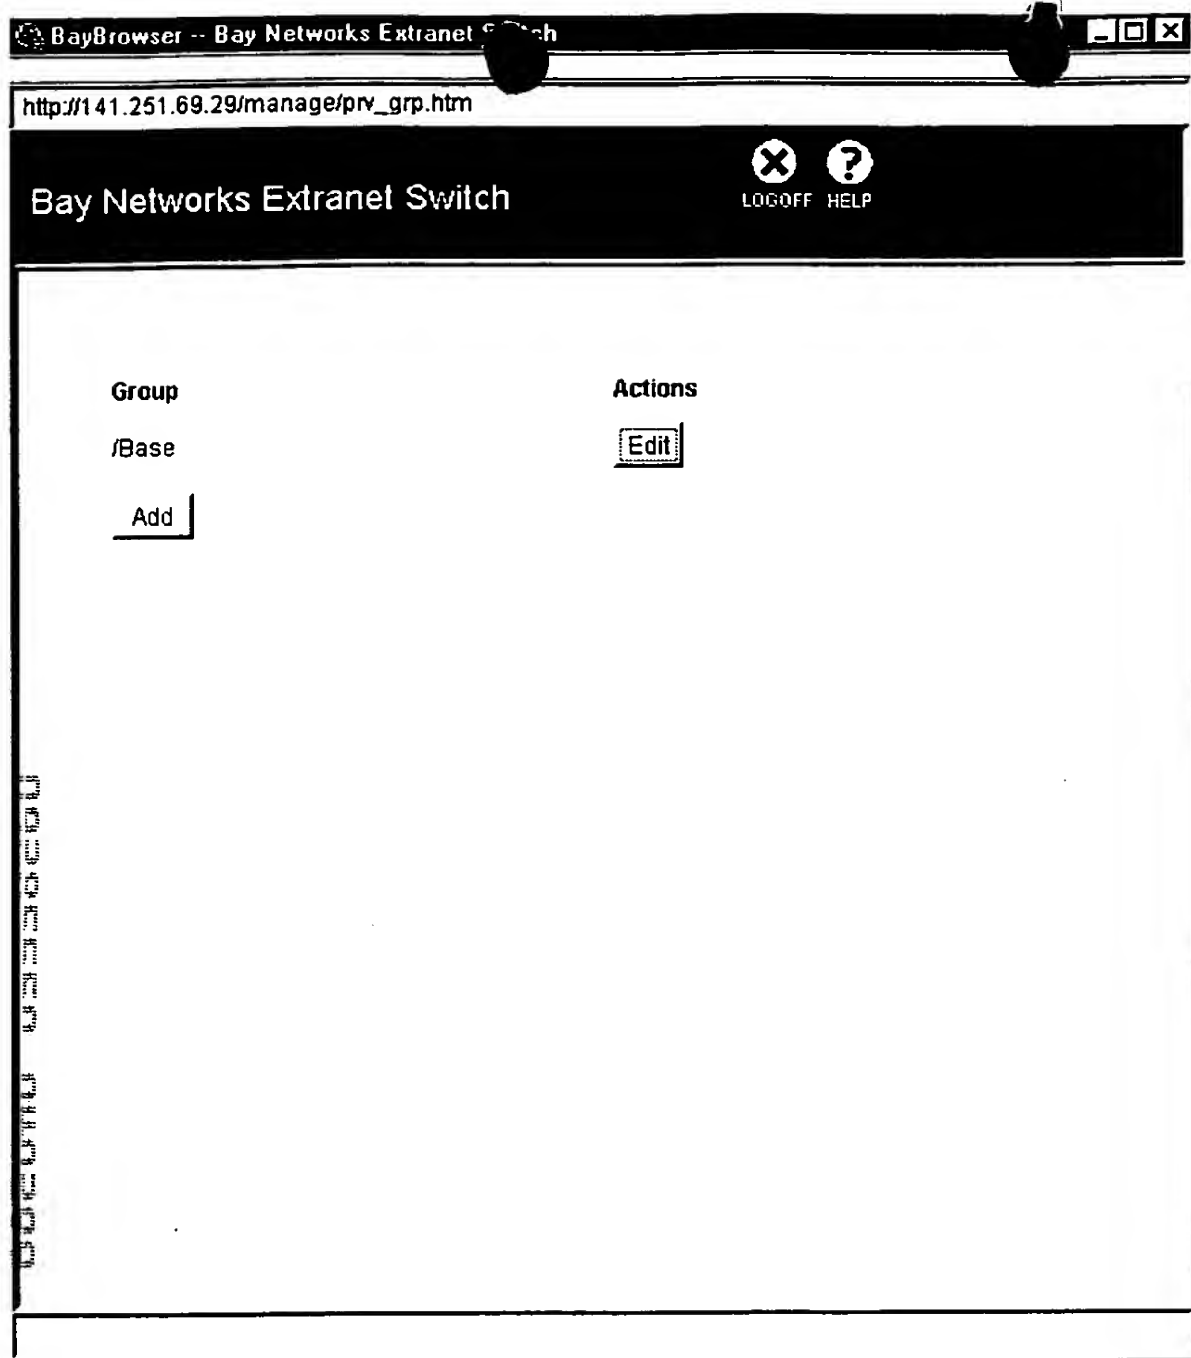 BayBrowser -- Bay Networks Extranet
http://141.251.69.29/manage/prv_grp.htm
Bay Networks Extranet Switch
LOGOFF HELP
Group Actions
/Base Edit
Add